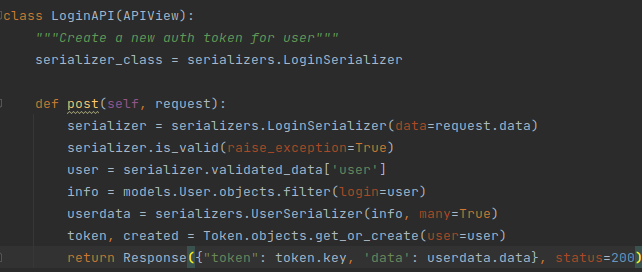 class LoginAPI(APIView):
    """Create a new auth token for user"""
    serializer_class = serializers.LoginSerializer

    def post(self, request):
        serializer = serializers.LoginSerializer(data=request.data)
        serializer.is_valid(raise_exception=True)
        user = serializer.validated_data['user']
        info = models.User.objects.filter(login=user)
        userdata = serializers.UserSerializer(info, many=True)
        token, created = Token.objects.get_or_create(user=user)
        return Response({"token": token.key, 'data': userdata.data}, status=200)